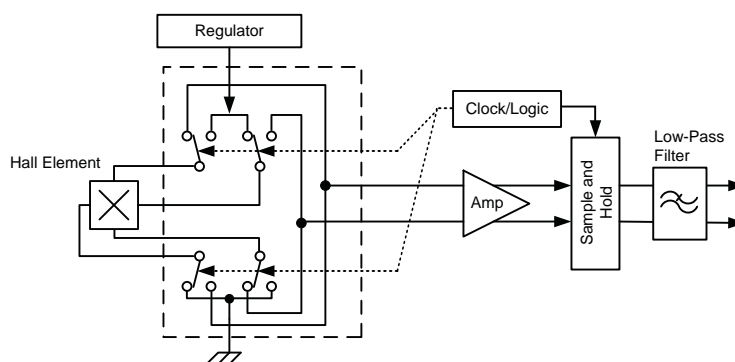 Regulator
Clock/Logic
Hall Element
Low-Pass
Filter
Amp
Sample and
Hold